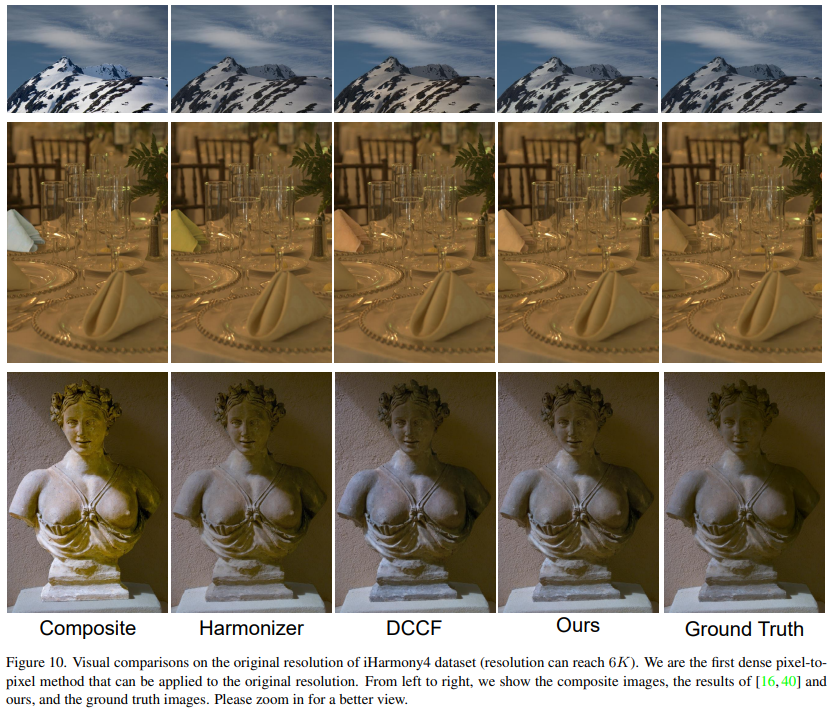 Composite Harmonizer DCCF Ours Ground Truth
Figure 10. Visual comparisons on the original resolution of iHarmony4 dataset (resolution can reach 6K). We are the first dense pixel-to-
pixel method that can be applied to the original resolution. From left to right, we show the composite images, the results of [16, 40] and
ours, and the ground truth images. Please zoom in for a better view.